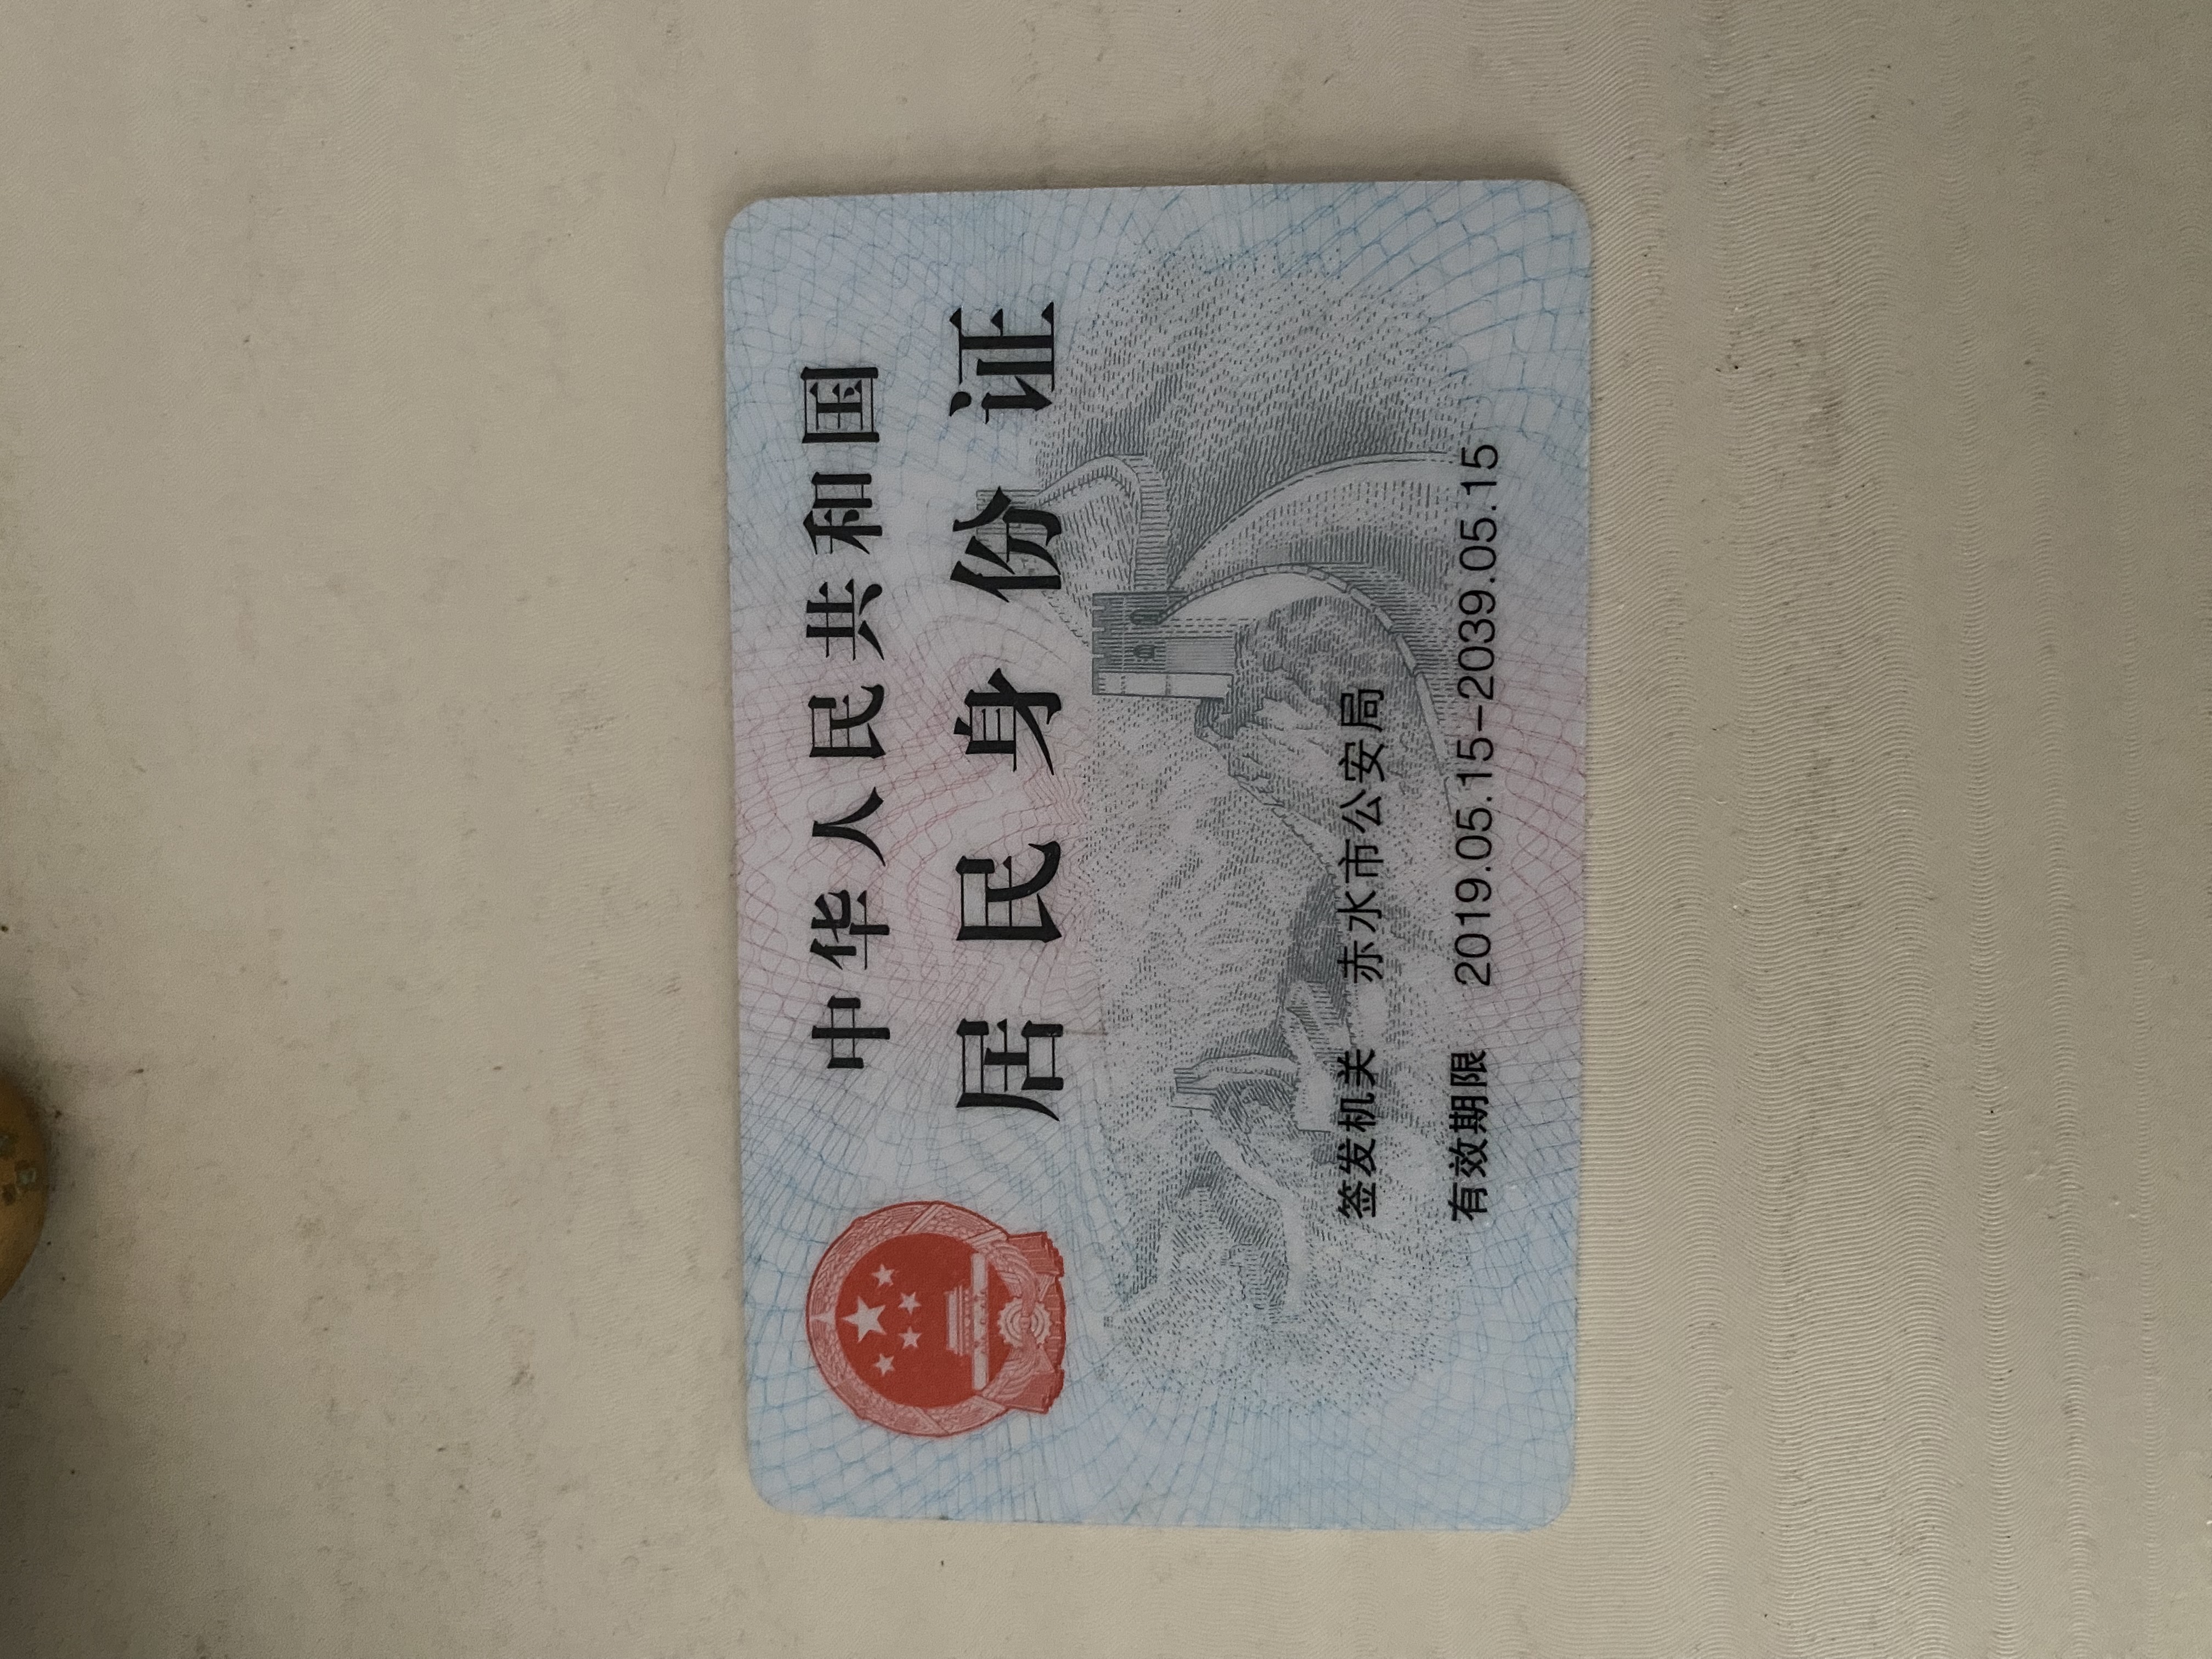 中华人民共和国
居民身份证
签发机关 赤水市公安局
有效期限 2019.05.15-2039.05.15